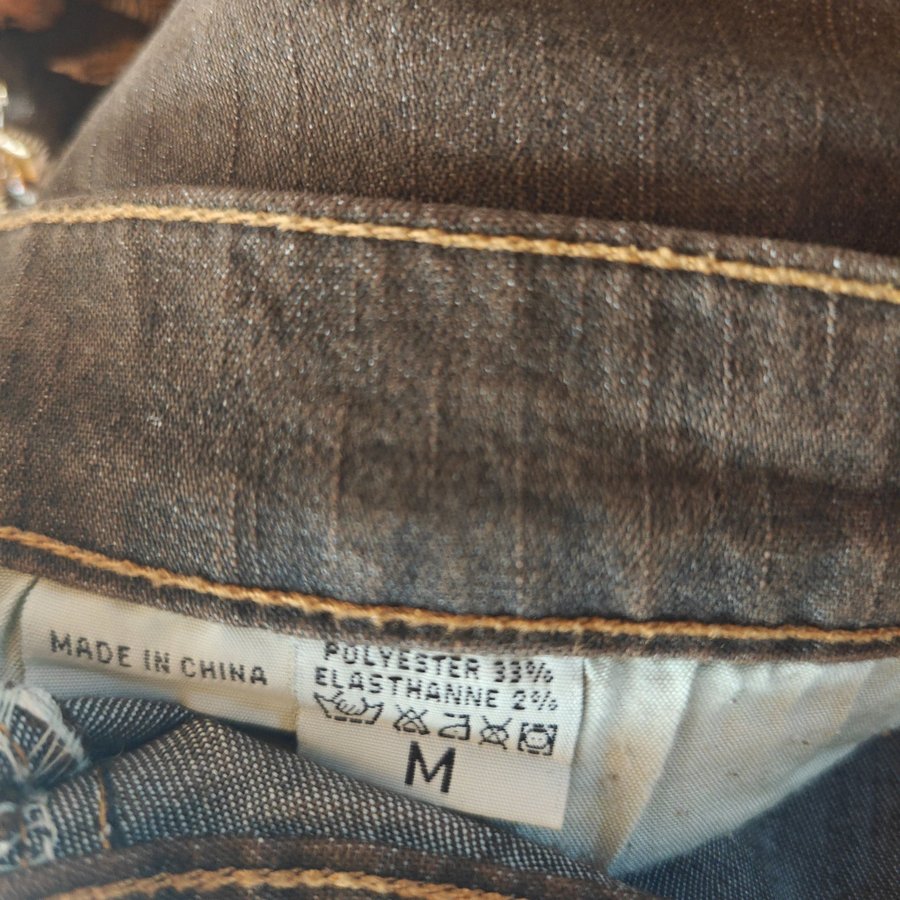 MADE IN CHINA
POLYESTER 33%
ELASTHANNE 2%
M